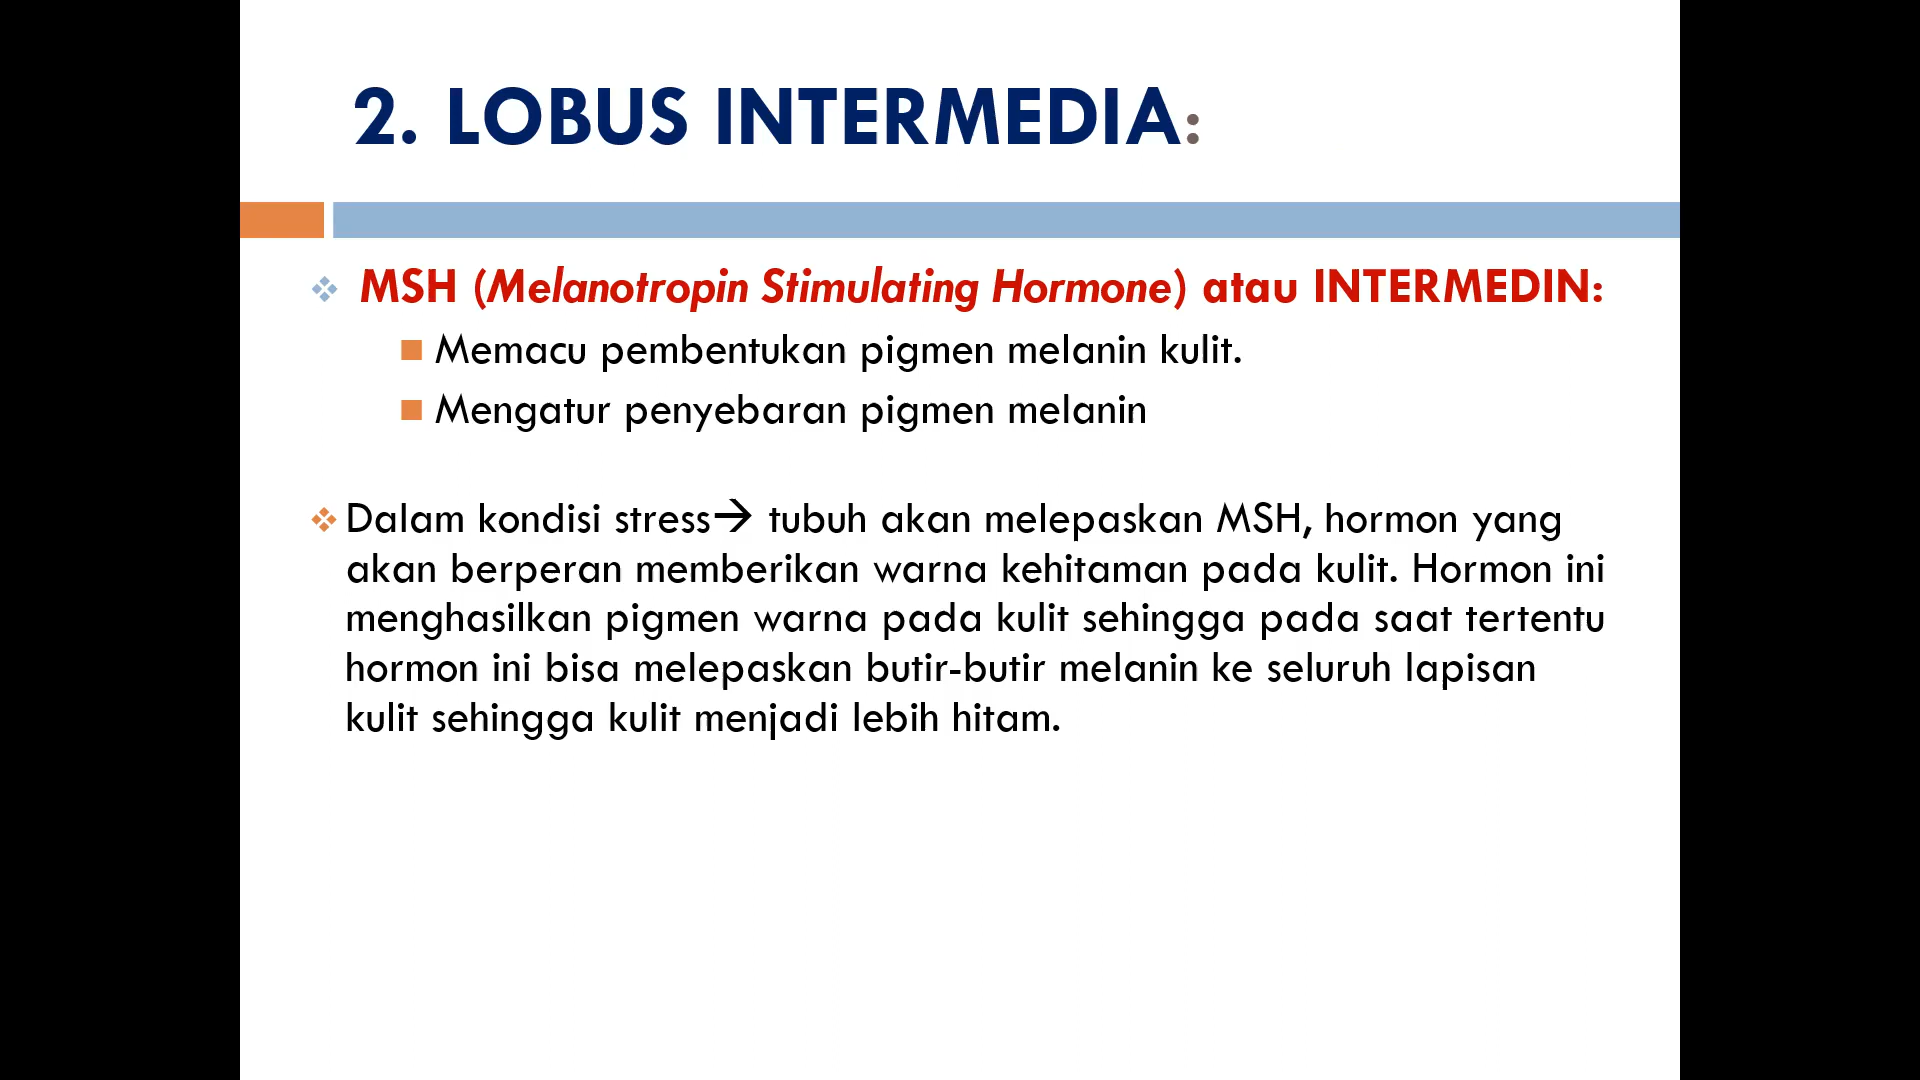 2. LOBUS INTERMEDIA:
MSH (Melanotropin Stimulating Hormone) atau INTERMEDIN:
Memacu pembentukan pigmen melanin kulit.
Mengatur penyebaran pigmen melanin
Dalam kondisi stress→ tubuh akan melepaskan MSH, hormon yang
akan berperan memberikan warna kehitaman pada kulit. Hormon ini
menghasilkan pigmen warna pada kulit sehingga pada saat tertentu
hormon ini bisa melepaskan butir-butir melanin ke seluruh lapisan
kulit sehingga kulit menjadi lebih hitam.